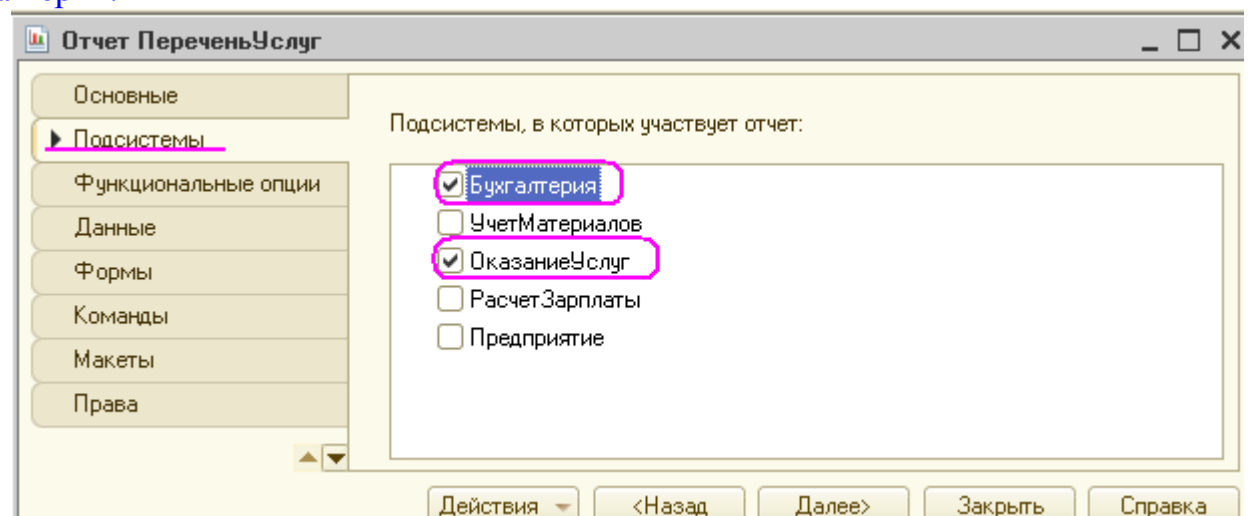 Отчет ПереченьУслуг
Основные
Подсистемы
Функциональные опции
Данные
Формы
Команды
Макеты
Права
Подсистемы, в которых участвует отчет:
Бухгалтерия
УчетМатериалов
ОказаниеУслуг
РасчетЗарплаты
Предприятие
Действия
<Назад
Далее>
Закрыть
Справка